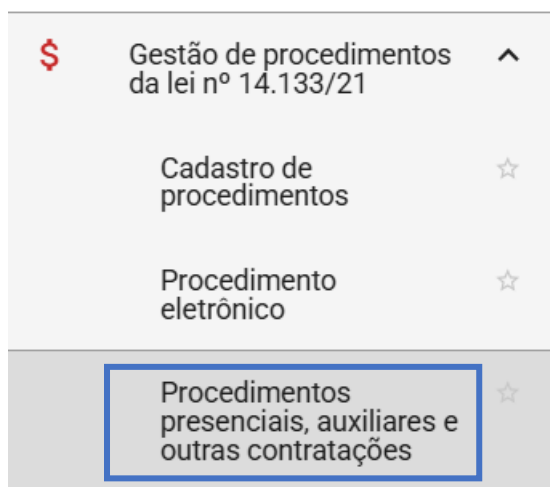 $
Gestão de procedimentos
da lei nº 14.133/21
Cadastro de
procedimentos
Procedimento
eletrônico
Procedimentos
presenciais, auxiliares e
outras contratações